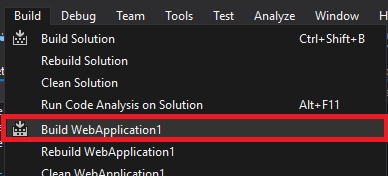 Build Debug Team Tools Test Analyze Window H
Build Solution Ctrl+Shift+B
Rebuild Solution
Clean Solution
Run Code Analysis on Solution Alt+F11
Build WebApplication1
Rebuild WebApplication1
Clean WebApplication1